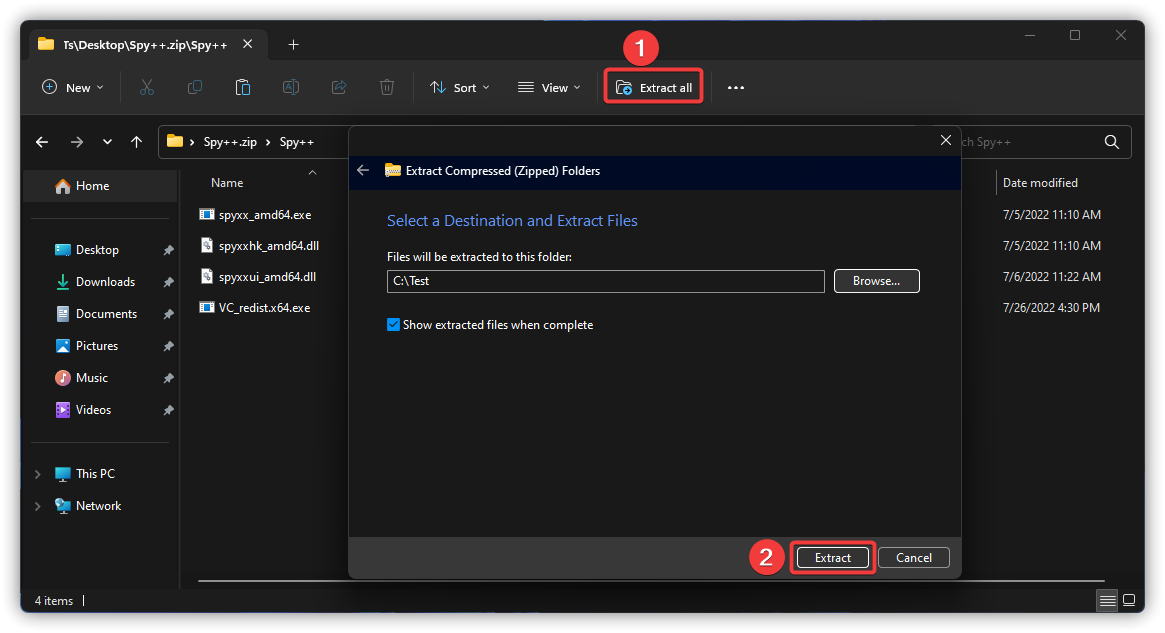 Ts\Desktop\Spy++.zip\Spy++
1
New
Sort
View
Extract all
Spy++.zip
Spy++
ch Spy++
Home
Desktop
Downloads
Documents
Pictures
Music
Videos
This PC
Network
Name
Date modified
spyxx_amd64.exe
7/5/2022 11:10 AM
spyxxhk_amd64.dll
7/5/2022 11:10 AM
spyxxui_amd64.dll
7/6/2022 11:22 AM
VC_redist.x64.exe
7/26/2022 4:30 PM
Extract Compressed (Zipped) Folders
Select a Destination and Extract Files
Files will be extracted to this folder:
C:\Test
Browse...
Show extracted files when complete
2
Extract
Cancel
4 items